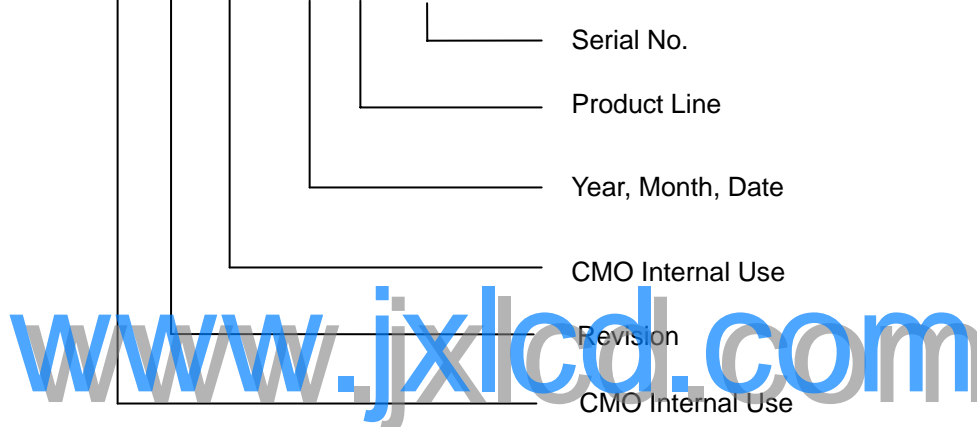 Serial No.
Product Line
Year, Month, Date
CMO Internal Use
Revision
CMO Internal Use
www.jxlcd.com